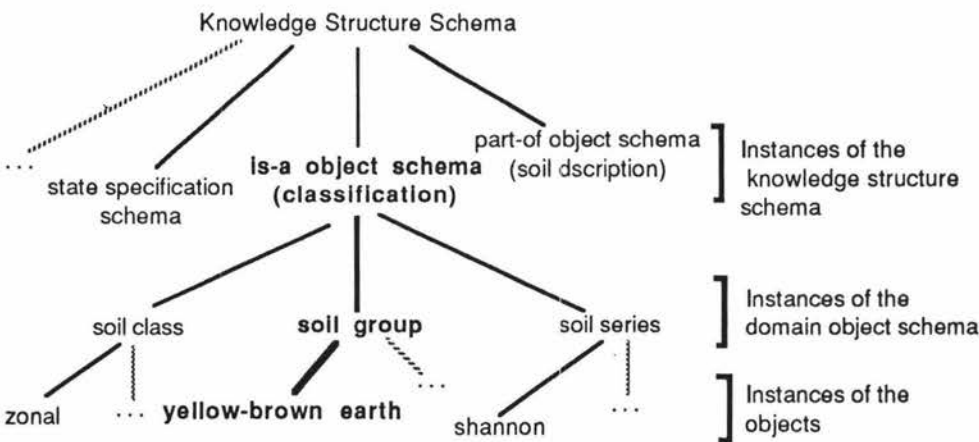 Knowledge Structure Schema
...
state specification
schema
is-a object schema
(classification)
part-of object schema
(soil dscription)
Instances of the
knowledge structure
schema
soil class
soil group
soil series
Instances of the
domain object schema
zonal
...
yellow-brown earth
...
shannon
...
Instances of the
objects